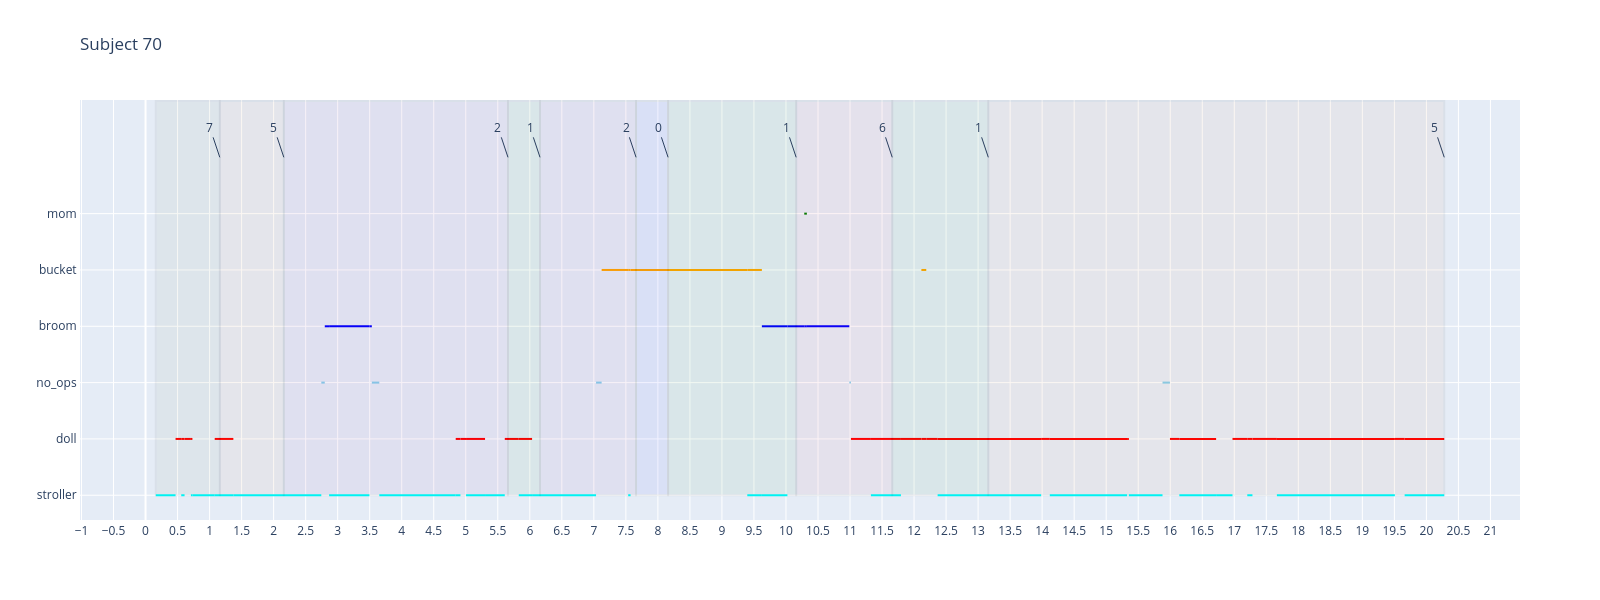 Subject 70
7 5 2 1 2 0 1 6 1 5
mom
bucket
broom
no_ops
doll
stroller
−1 −0.5 0 0.5 1 1.5 2 2.5 3 3.5 4 4.5 5 5.5 6 6.5 7 7.5 8 8.5 9 9.5 10 10.5 11 11.5 12 12.5 13 13.5 14 14.5 15 15.5 16 16.5 17 17.5 18 18.5 19 19.5 20 20.5 21